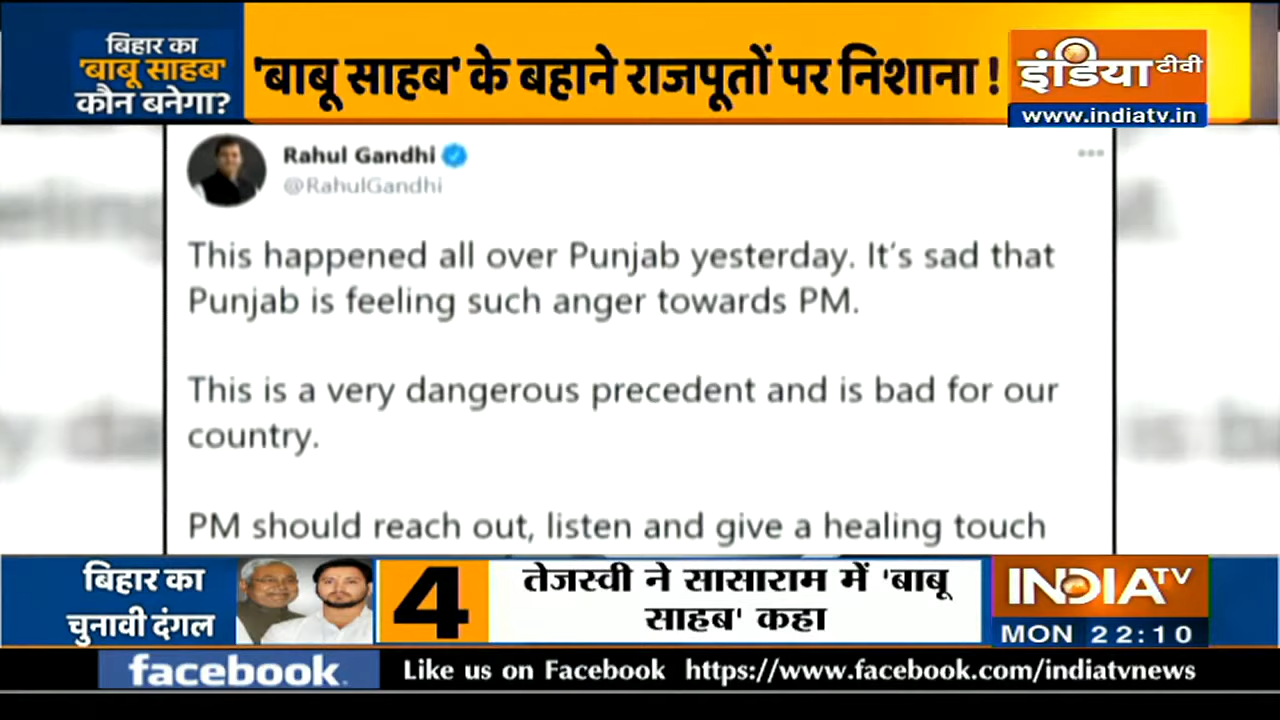 बिहार का
'बाबू साहब'
कौन बनेगा?
'बाबू साहब' के बहाने राजपूतों पर निशाना !
इंडिया टीवी
www.indiatv.in
Rahul Gandhi
@RahulGandhi
This happened all over Punjab yesterday. It's sad that
Punjab is feeling such anger towards PM.
This is a very dangerous precedent and is bad for our
country.
PM should reach out, listen and give a healing touch
बिहार का
चुनावी दंगल
4
तेजस्वी ने सासाराम में 'बाबू
साहब' कहा
INDIA TV
MON 22:10
facebook
Like us on Facebook https://www.facebook.com/indiatvnews